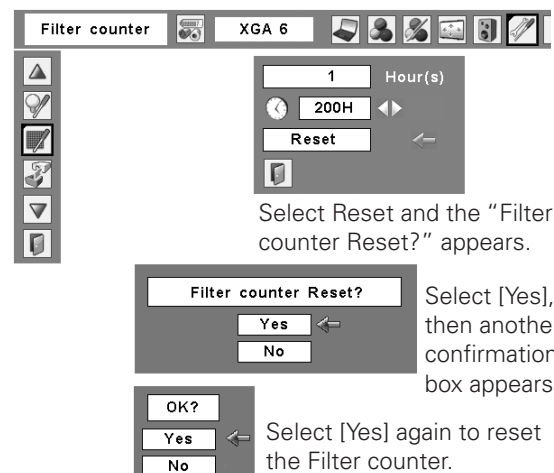 Filter counter XGA 6
1 Hour(s)
200H
Reset
Select Reset and the “Filter
counter Reset?” appears.
Filter counter Reset?
Yes
No
Select [Yes],
then anothe
confirmation
box appears
OK?
Yes
No
Select [Yes] again to reset
the Filter counter.